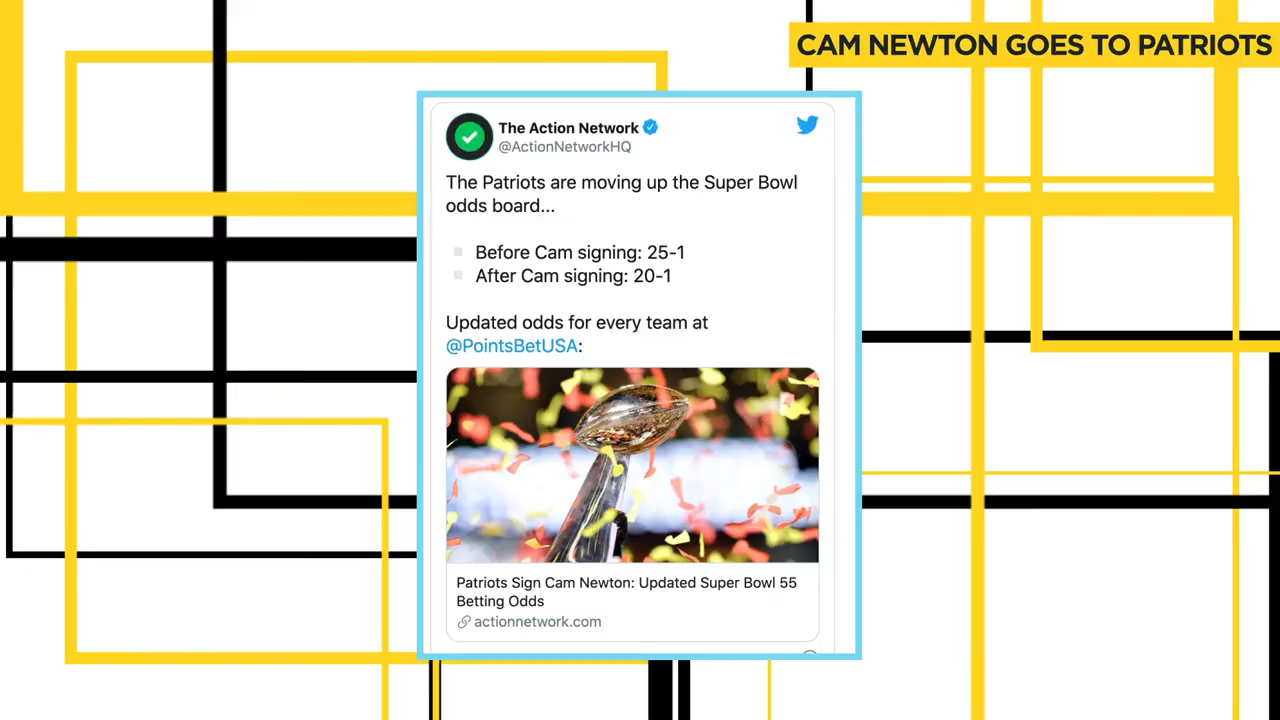 CAM NEWTON GOES TO PATRIOTS
The Action Network
@ActionNetworkHQ
The Patriots are moving up the Super Bowl
odds board...
Before Cam signing: 25-1
After Cam signing: 20-1
Updated odds for every team at
@PointsBetUSA:
Patriots Sign Cam Newton: Updated Super Bowl 55
Betting Odds
actionnetwork.com